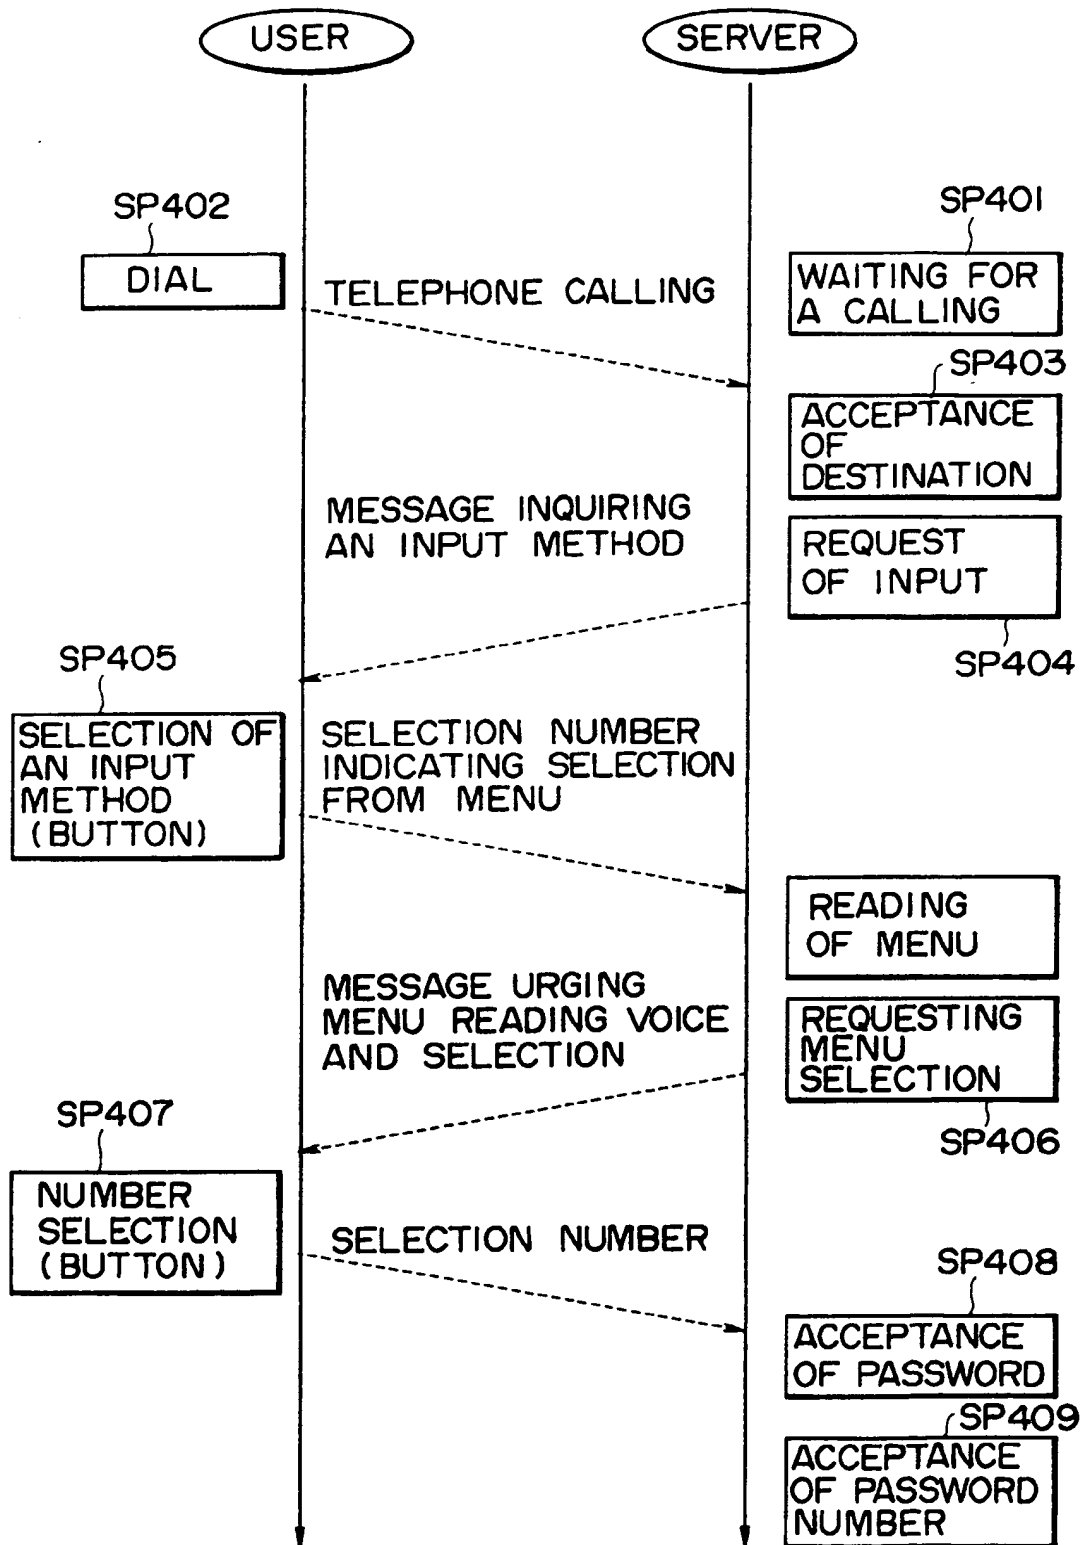 USER
SERVER
SP402
SP401
DIAL
TELEPHONE CALLING
WAITING FOR
A CALLING
SP403
ACCEPTANCE
OF
DESTINATION
MESSAGE INQUIRING
AN INPUT METHOD
REQUEST
OF INPUT
SP404
SP405
SELECTION OF
AN INPUT
METHOD
(BUTTON)
SELECTION NUMBER
INDICATING SELECTION
FROM MENU
READING
OF MENU
MESSAGE URGING
MENU READING VOICE
AND SELECTION
REQUESTING
MENU
SELECTION
SP406
SP407
NUMBER
SELECTION
(BUTTON)
SELECTION NUMBER
SP408
ACCEPTANCE
OF PASSWORD
SP409
ACCEPTANCE
OF PASSWORD
NUMBER